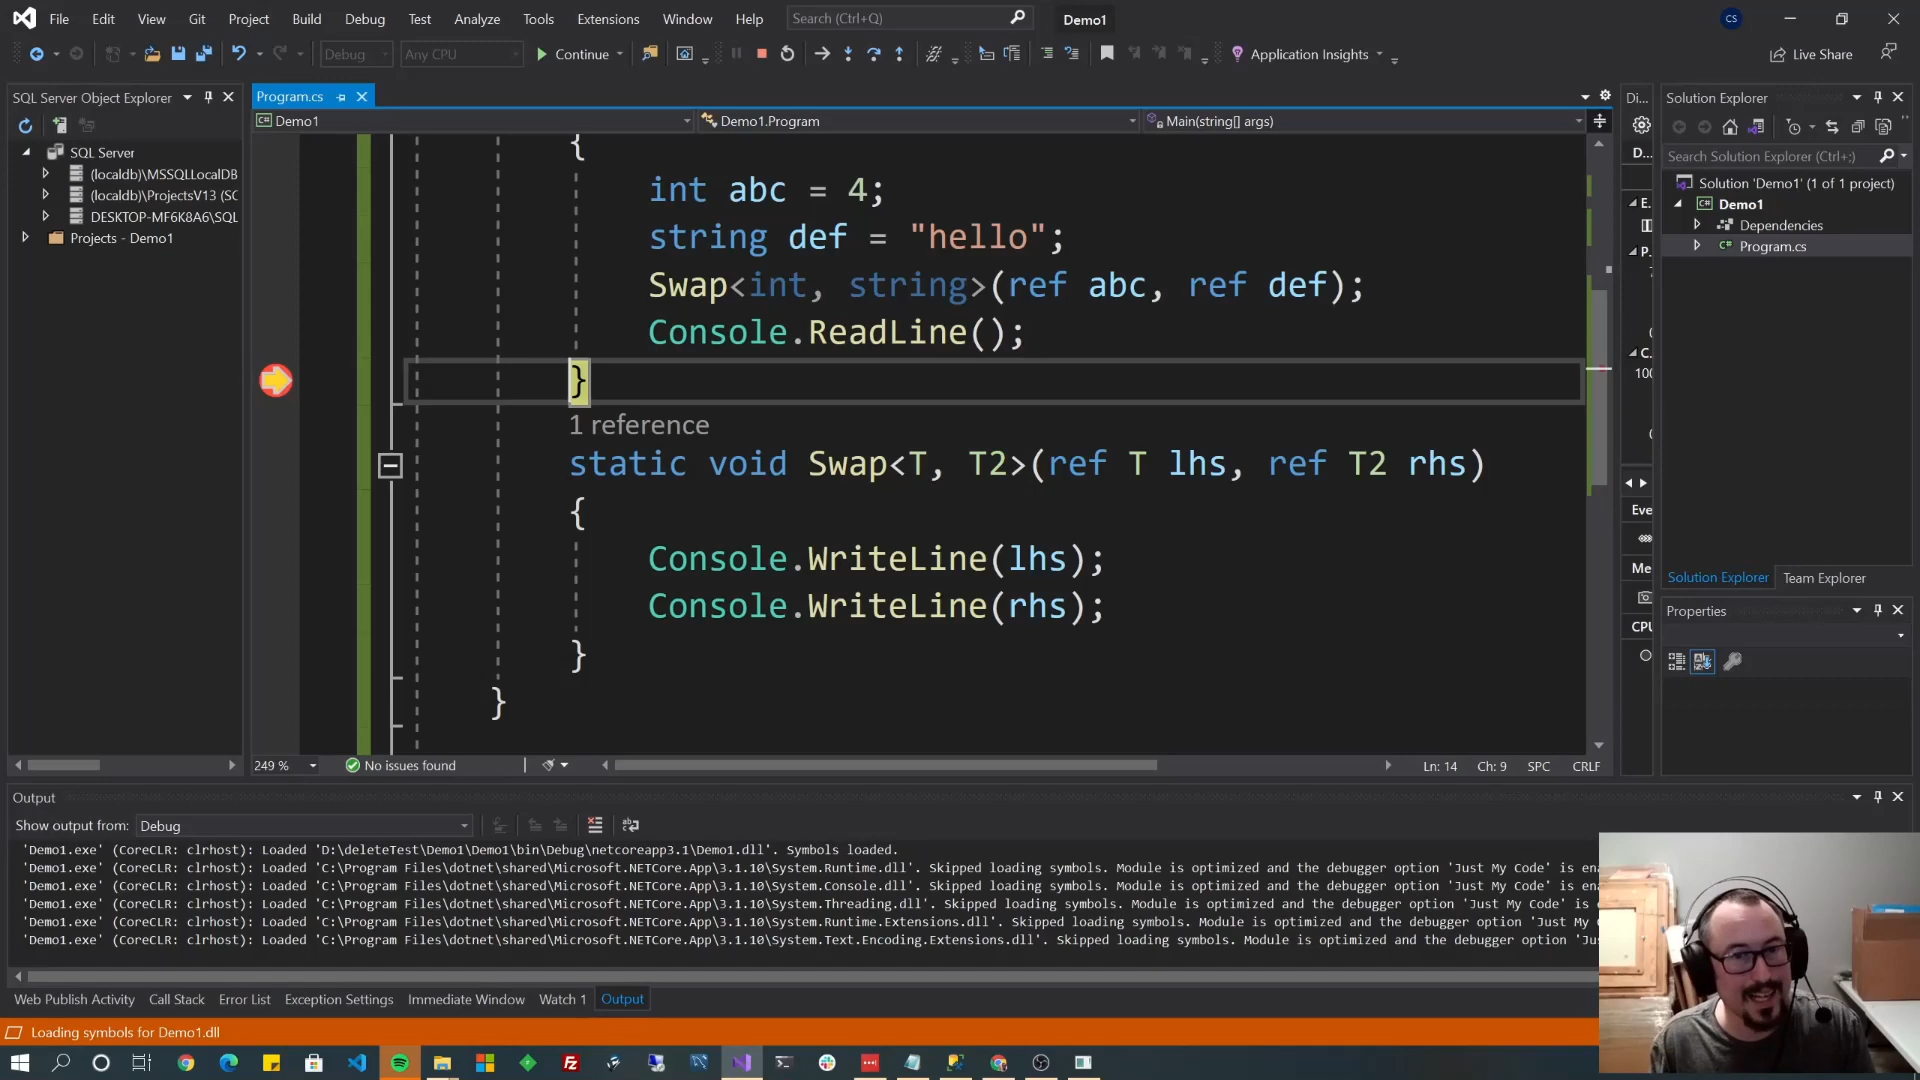 File Edit View Git Project Build Debug Test Analyze Tools Extensions Window Help Search (Ctrl+Q) Demo1 CS
Debug Any CPU Continue Application Insights Live Share
SQL Server Object Explorer
SQL Server
(localdb)\MSSQLLocalDB
(localdb)\ProjectsV13 (SC
DESKTOP-MF6K8A6\SQL
Projects - Demo1
Program.cs
Demo1 Demo1.Program Main(string[] args)
{
int abc = 4;
string def = "hello";
Swap<int, string>(ref abc, ref def);
Console.ReadLine();
}
1 reference
static void Swap<T, T2>(ref T lhs, ref T2 rhs)
{
Console.WriteLine(lhs);
Console.WriteLine(rhs);
}
}
249 % No issues found Ln: 14 Ch: 9 SPC CRLF
Di...
D...
E.
P.
C.
100
Eve
Me
CPU
Solution Explorer
Search Solution Explorer (Ctrl+;)
Solution 'Demo1' (1 of 1 project)
Demo1
Dependencies
Program.cs
Solution Explorer Team Explorer
Properties
Output
Show output from: Debug
'Demo1.exe' (CoreCLR: clrhost): Loaded 'D:\deleteTest\Demo1\Demo1\bin\Debug\netcoreapp3.1\Demo1.dll'. Symbols loaded.
'Demo1.exe' (CoreCLR: clrhost): Loaded 'C:\Program Files\dotnet\shared\Microsoft.NETCore.App\3.1.10\System.Runtime.dll'. Skipped loading symbols. Module is optimized and the debugger option 'Just My Code' is ena
'Demo1.exe' (CoreCLR: clrhost): Loaded 'C:\Program Files\dotnet\shared\Microsoft.NETCore.App\3.1.10\System.Console.dll'. Skipped loading symbols. Module is optimized and the debugger option 'Just My Code' is ena
'Demo1.exe' (CoreCLR: clrhost): Loaded 'C:\Program Files\dotnet\shared\Microsoft.NETCore.App\3.1.10\System.Threading.dll'. Skipped loading symbols. Module is optimized and the debugger option 'Just My Code' is e
'Demo1.exe' (CoreCLR: clrhost): Loaded 'C:\Program Files\dotnet\shared\Microsoft.NETCore.App\3.1.10\System.Runtime.Extensions.dll'. Skipped loading symbols. Module is optimized and the debugger option 'Just My
'Demo1.exe' (CoreCLR: clrhost): Loaded 'C:\Program Files\dotnet\shared\Microsoft.NETCore.App\3.1.10\System.Text.Encoding.Extensions.dll'. Skipped loading symbols. Module is optimized and the debugger option 'Jus
Web Publish Activity Call Stack Error List Exception Settings Immediate Window Watch 1 Output
Loading symbols for Demo1.dll